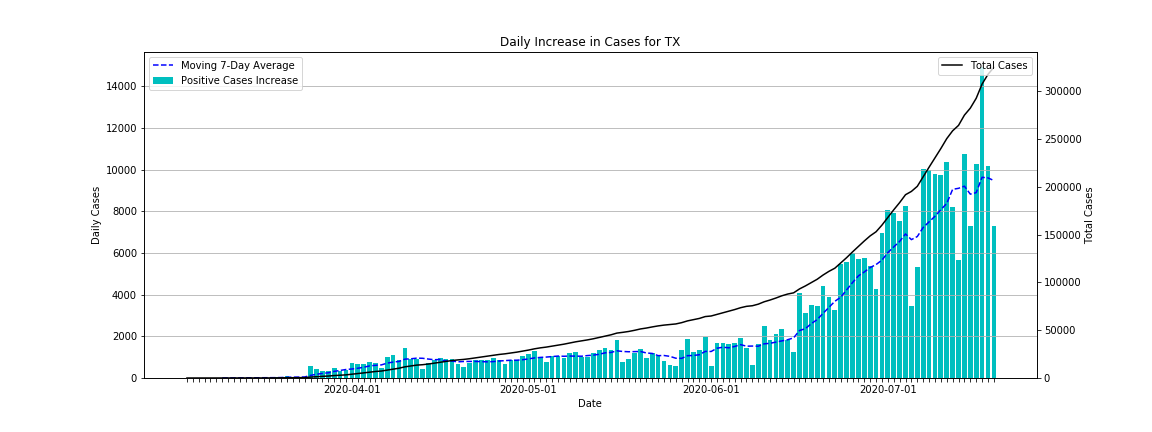 Daily Increase in Cases for TX
Moving 7-Day Average
Positive Cases Increase
Total Cases
14000
12000
10000
8000
6000
4000
2000
0
Daily Cases
300000
250000
200000
150000
100000
50000
0
Total Cases
2020-04-01
2020-05-01
2020-06-01
2020-07-01
Date